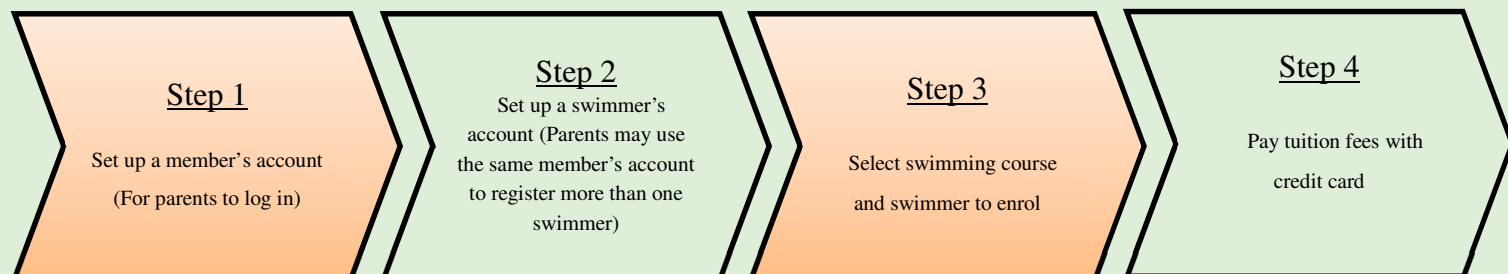 Step 1
Set up a member’s account
(For parents to log in)
Step 2
Set up a swimmer’s
account (Parents may use
the same member’s account
to register more than one
swimmer)
Step 3
Select swimming course
and swimmer to enrol
Step 4
Pay tuition fees with
credit card